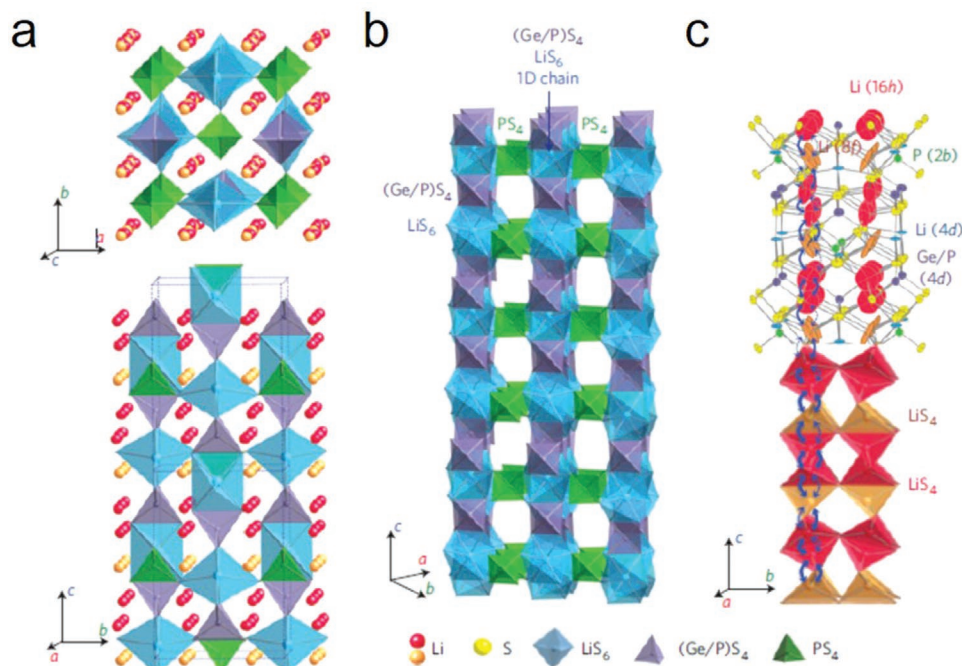 a
b
c
b
a
c
c
b
a
(Ge/P)S4
LiS6
1D chain
PS4
PS4
(Ge/P)S4
LiS6
c
a
b
Li (16h)
Li (8f)
P (2b)
Li (4d)
Ge/P
(4d)
LiS4
LiS4
c
b
a
Li
S
LiS6
(Ge/P)S4
PS4